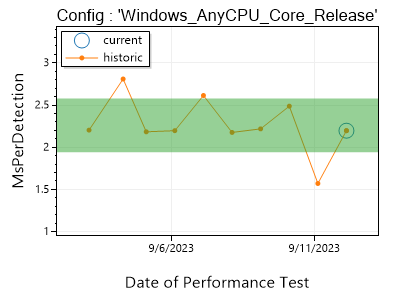 Config : 'Windows_AnyCPU_Core_Release'
current
historic
3
2.5
2
1.5
1
MsPerDetection
9/6/2023
9/11/2023
Date of Performance Test